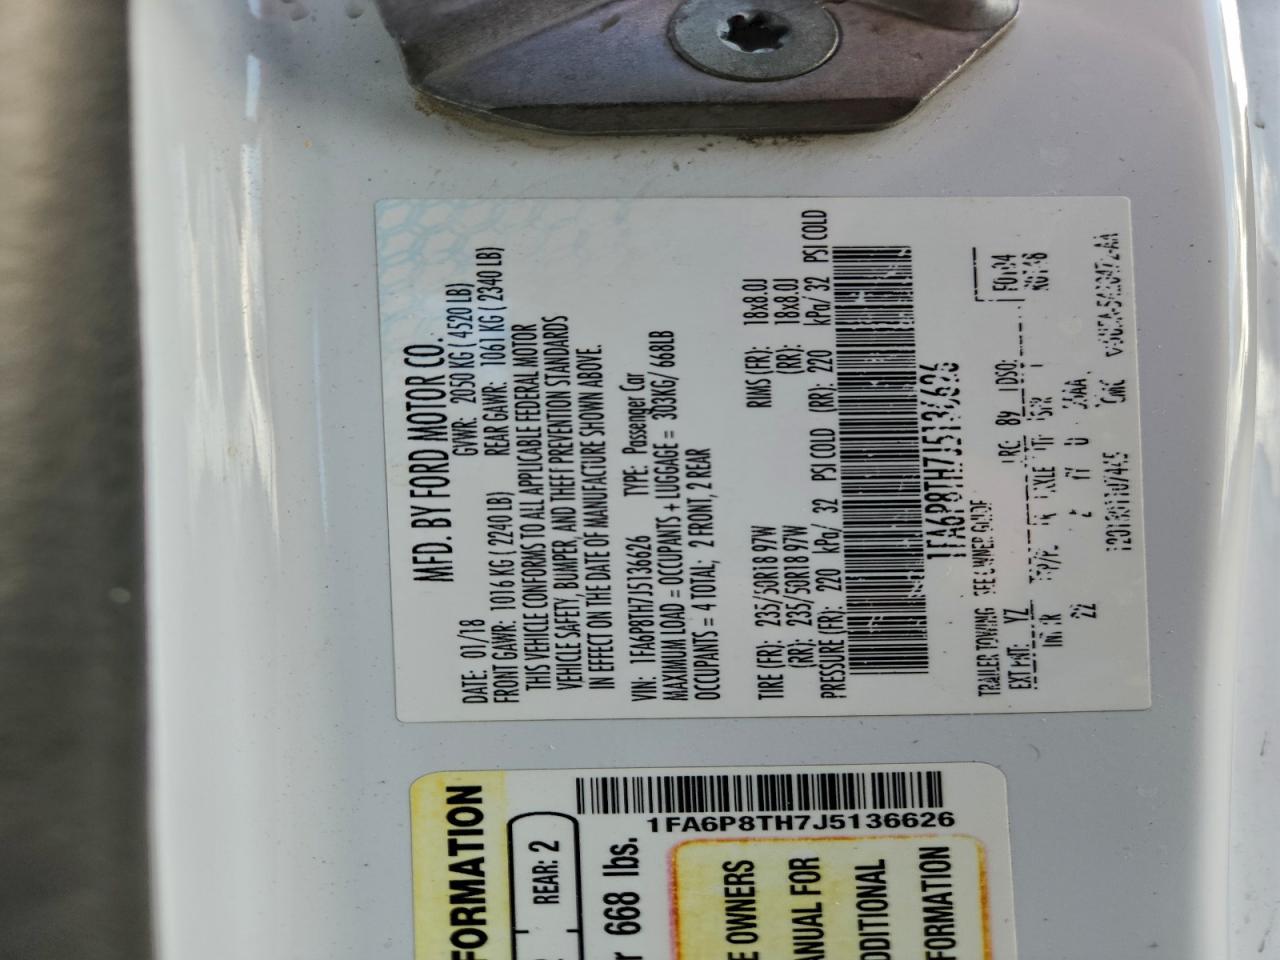 MFD. BY FORD MOTOR CO.
DATE: 01/18 GVWR: 2050 KG ( 4520 LB)
FRONT GAWR: 1016 KG ( 2240 LB) REAR GAWR: 1061 KG ( 2340 LB)
THIS VEHICLE CONFORMS TO ALL APPLICABLE FEDERAL MOTOR
VEHICLE SAFETY, BUMPER, AND THEFT PREVENTION STANDARDS
IN EFFECT ON THE DATE OF MANUFACTURE SHOWN ABOVE.
VIN: 1FA6P8TH7J5136626 TYPE: Passenger Car
MAXIMUM LOAD = OCCUPANTS + LUGGAGE = 303KG/ 668LB
OCCUPANTS = 4 TOTAL; 2 FRONT, 2 REAR
TIRE (FR): 235/50R18 97W RIMS (FR): 18x8.0J
(RR): 235/50R18 97W (RR): 18x8.0J
PRESSURE (FR): 220 kPa/ 32 PSI COLD (RR): 220 kPa/ 32 PSI COLD
1FA6P8TH7J5136626
TRAILER TOWING SEE OWNER GUIDE
EXT PNT: YZ RC: 89 DSO:
22
FORMATION
REAR: 2
668 lbs.
1FA6P8TH7J5136626
OWNERS
ANUAL FOR
DDITIONAL
FORMATION